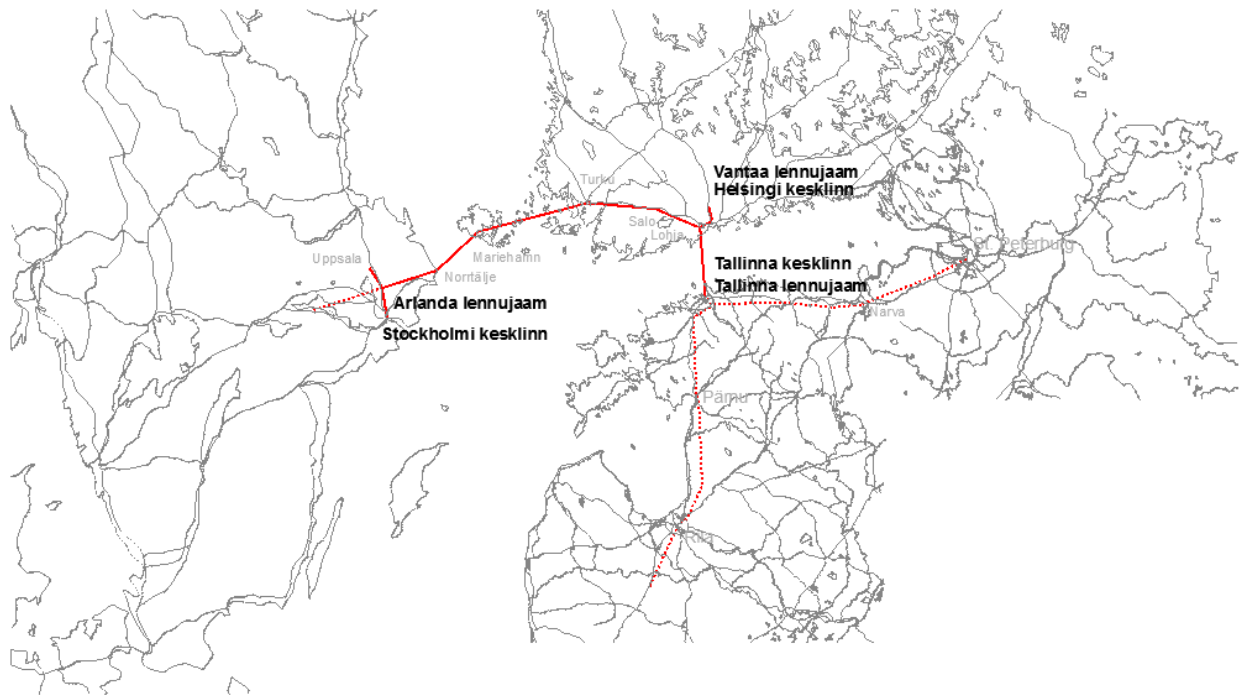 Vantaa lennujaam
Helsingi kesklinn
Turku
Salo
Lohja
St. Peterburg
Mariehamn
Uppsala
Norrtälje
Tallinna kesklinn
Tallinna lennujaam
Arlanda lennujaam
Narva
Stockholmi kesklinn
Pärnu
Riia